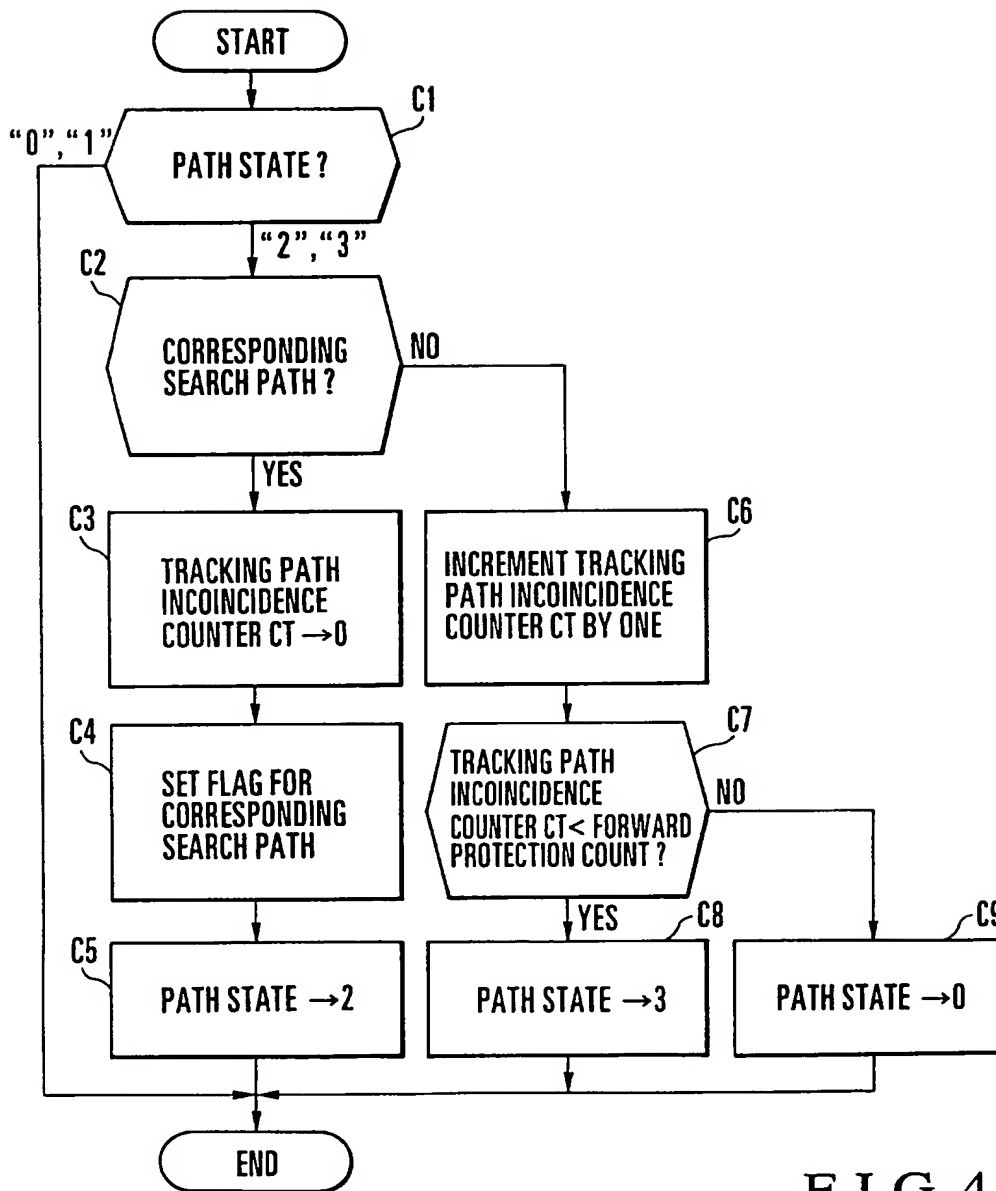 START
C1
"0","1"
PATH STATE ?
"2","3"
C2
CORRESPONDING
SEARCH PATH ?
NO
YES
C3
TRACKING PATH
INCOINCIDENCE
COUNTER CT →0
C6
INCREMENT TRACKING
PATH INCOINCIDENCE
COUNTER CT BY ONE
C4
SET FLAG FOR
CORRESPONDING
SEARCH PATH
C7
TRACKING PATH
INCOINCIDENCE
COUNTER CT< FORWARD
PROTECTION COUNT ?
NO
YES
C5
PATH STATE →2
C8
PATH STATE →3
C9
PATH STATE →0
END
FIG.4